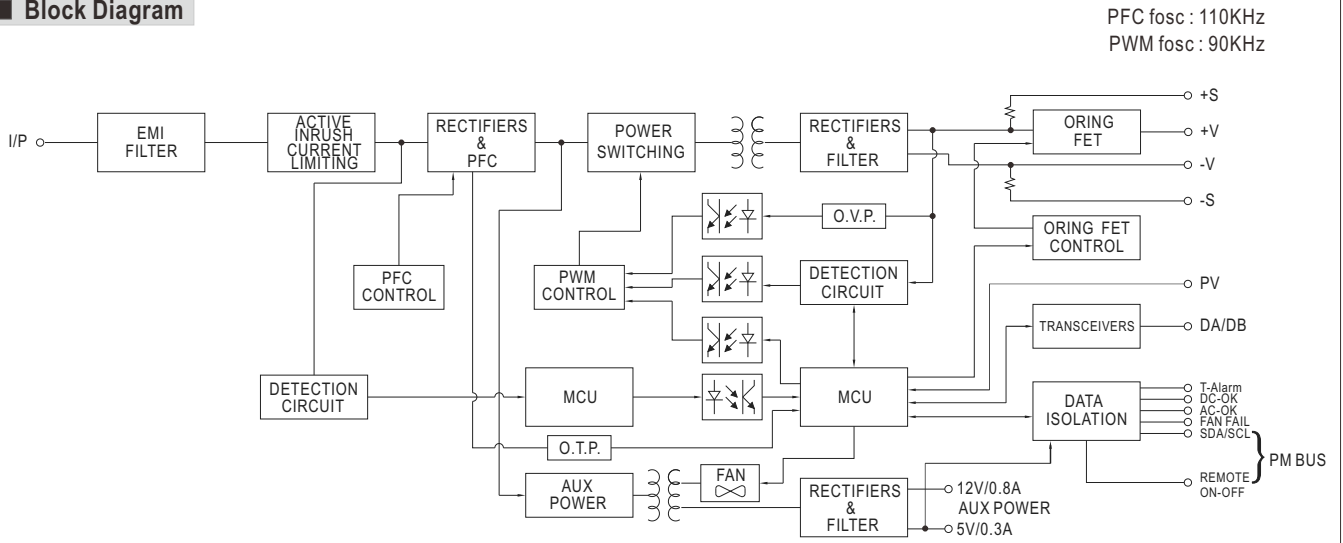 Block Diagram
PFC fosc : 110KHz
PWM fosc : 90KHz
I/P
EMI
FILTER
ACTIVE
INRUSH
CURRENT
LIMITING
RECTIFIERS
&
PFC
POWER
SWITCHING
RECTIFIERS
&
FILTER
ORING
FET
+S
+V
-V
-S
O.V.P.
ORING FET
CONTROL
PFC
CONTROL
PWM
CONTROL
DETECTION
CIRCUIT
PV
TRANSCEIVERS
DA/DB
DETECTION
CIRCUIT
MCU
MCU
DATA
ISOLATION
T-Alarm
DC-OK
AC-OK
FAN FAIL
SDA/SCL
PM BUS
REMOTE
ON-OFF
O.T.P.
AUX
POWER
FAN
RECTIFIERS
&
FILTER
12V/0.8A
AUX POWER
5V/0.3A